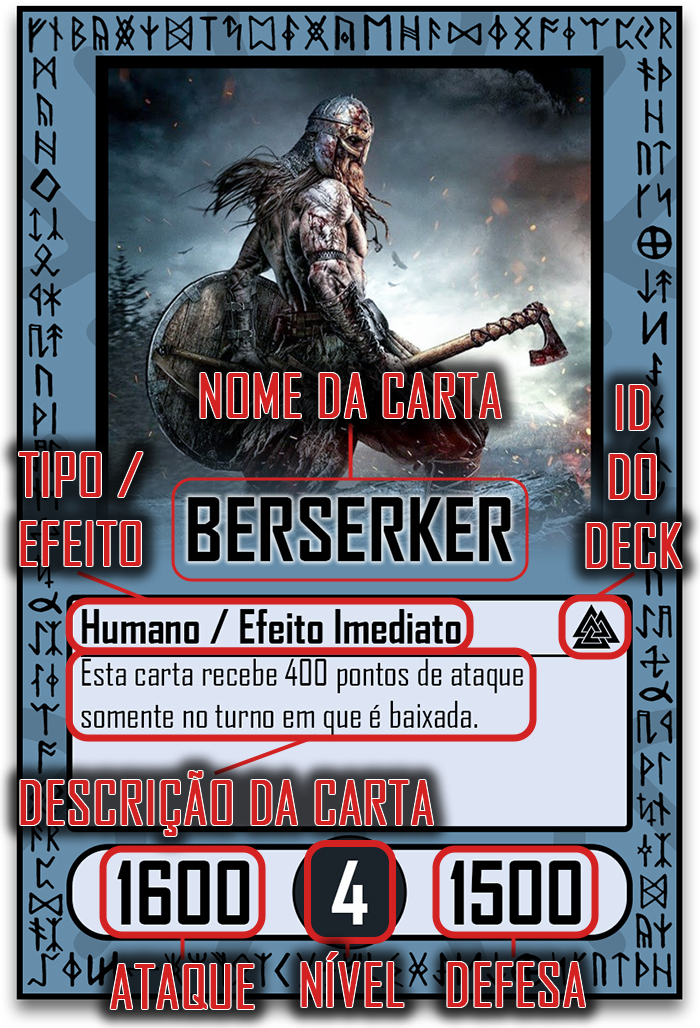 NOME DA CARTA
ID
DO
DECK
TIPO /
EFEITO
BERSERKER
Humano / Efeito Imediato
Esta carta recebe 400 pontos de ataque
somente no turno em que é baixada.
DESCRIÇÃO DA CARTA
1600
4
1500
ATAQUE
NÍVEL
DEFESA